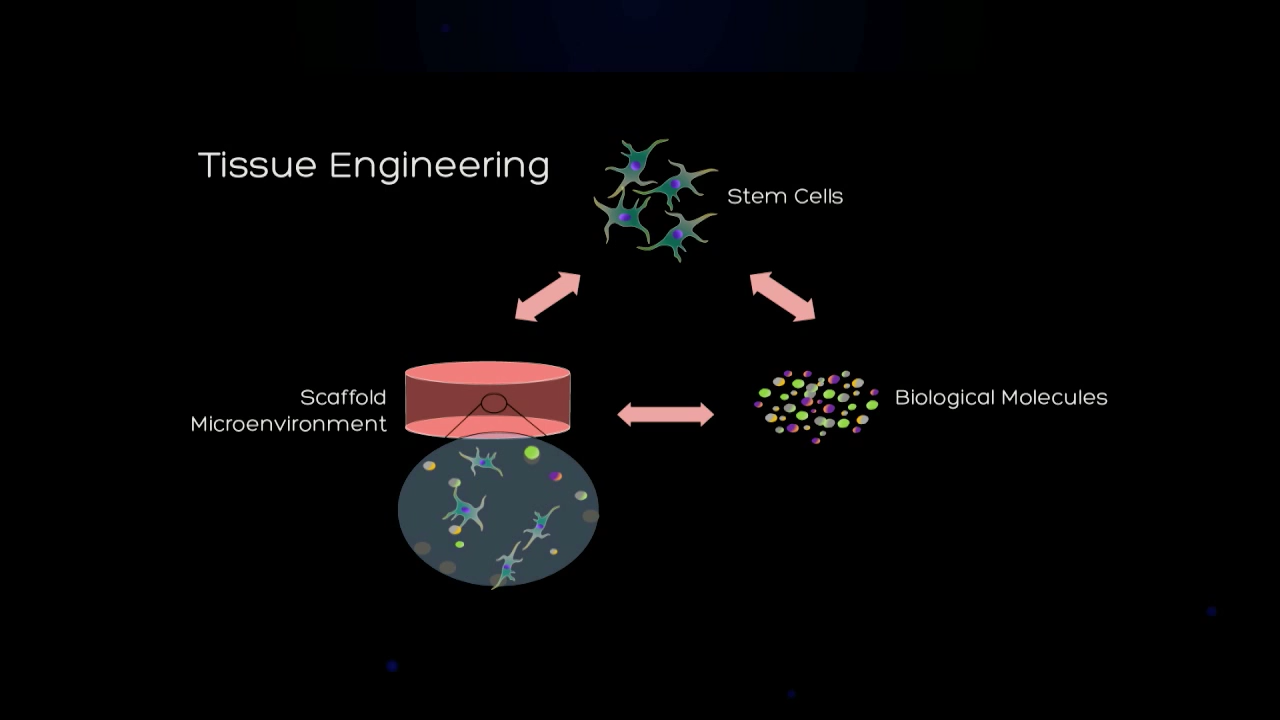 Tissue Engineering
Stem Cells
Scaffold
Microenvironment
Biological Molecules